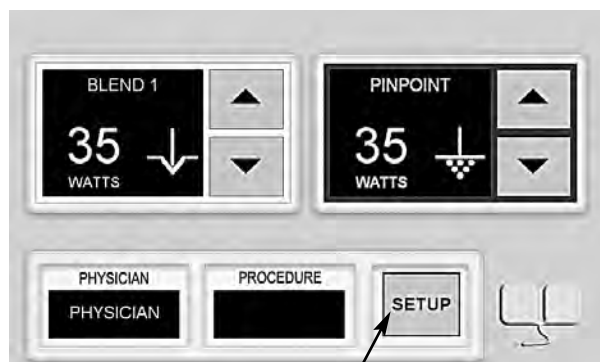 BLEND 1
35
WATTS
PINPOINT
35
WATTS
PHYSICIAN
PHYSICIAN
PROCEDURE
SETUP